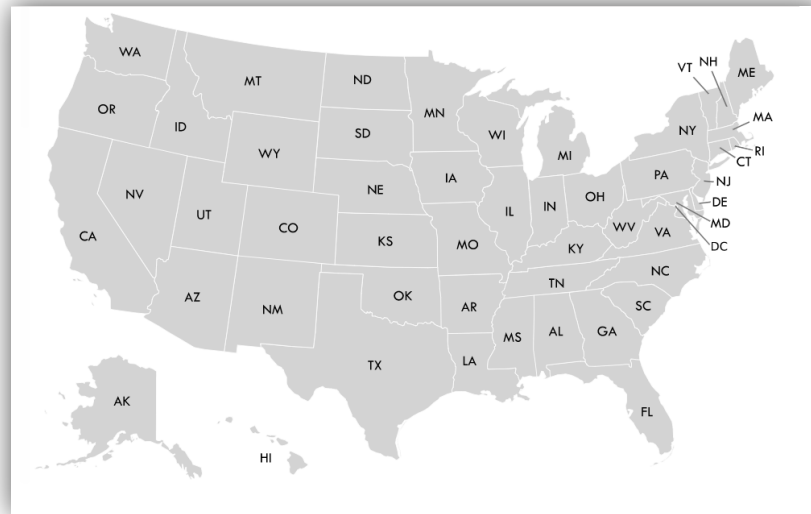 WA
MT
ND
MN
VT
NH
ME
OR
ID
SD
WI
NY
MA
WY
MI
RI
CT
NV
UT
NE
IA
PA
NJ
CA
CO
IL
IN
OH
DE
MD
DC
KS
MO
WV
VA
KY
NC
AZ
NM
OK
AR
TN
SC
TX
LA
MS
AL
GA
AK
FL
HI